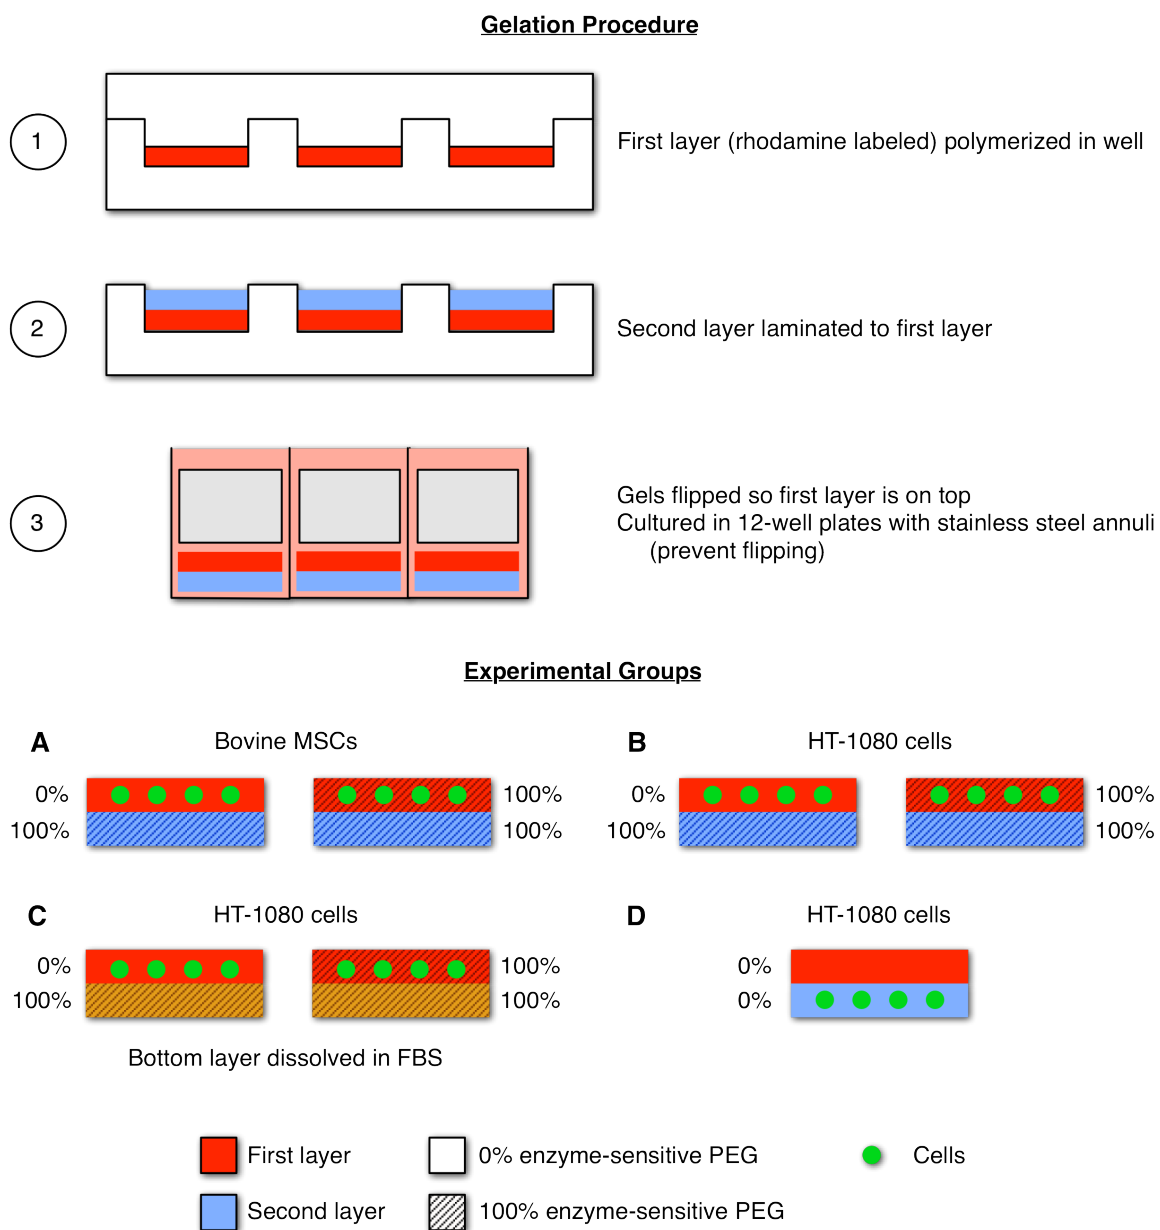 Gelation Procedure
1
First layer (rhodamine labeled) polymerized in well
2
Second layer laminated to first layer
3
Gels flipped so first layer is on top
Cultured in 12-well plates with stainless steel annuli
(prevent flipping)
Experimental Groups
A
Bovine MSCs
0%
100%
100%
100%
B
HT-1080 cells
0%
100%
100%
100%
C
HT-1080 cells
0%
100%
100%
100%
Bottom layer dissolved in FBS
D
HT-1080 cells
0%
0%
First layer
0% enzyme-sensitive PEG
Cells
Second layer
100% enzyme-sensitive PEG